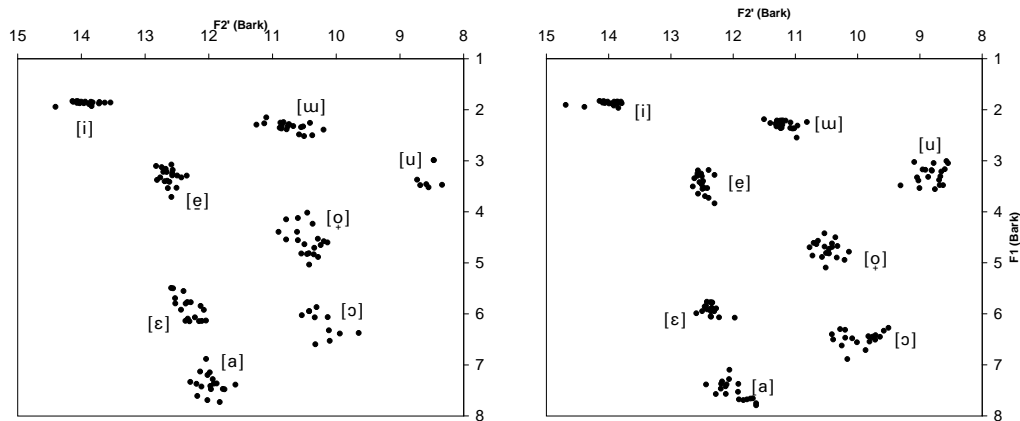 F2' (Bark)
15 14 13 12 11 10 9 8
1
2
3
4
5
6
7
8
[i]
[ɯ]
[u]
[e̠]
[o̟]
[ɛ]
[ɔ]
[a]
F2' (Bark)
15 14 13 12 11 10 9 8
1
2
3
4
5
6
7
8
F1 (Bark)
[i]
[ɯ]
[u]
[e̠]
[o̟]
[ɛ]
[ɔ]
[a]